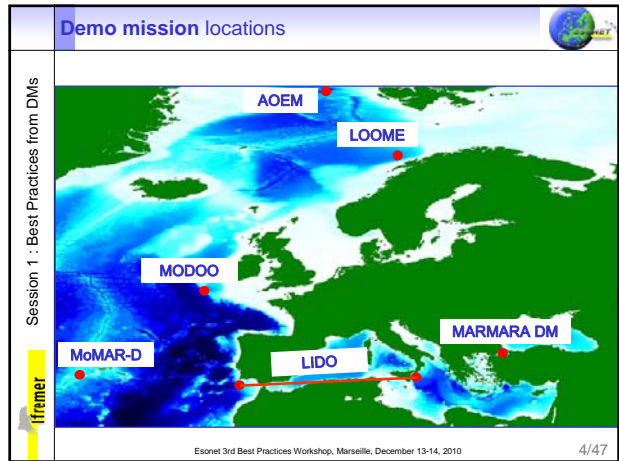 Demo mission locations
ESONET
Session 1 : Best Practices from DMs
AOEM
LOOME
MODOO
MARMARA DM
MoMAR-D
LIDO
Ifremer
Esonet 3rd Best Practices Workshop, Marseille, December 13-14, 2010
4/47